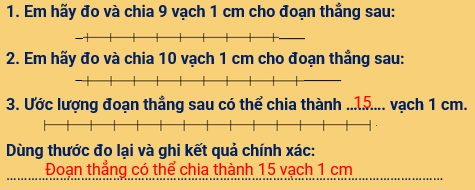 1. Em hãy đo và chia 9 vạch 1 cm cho đoạn thẳng sau:
2. Em hãy đo và chia 10 vạch 1 cm cho đoạn thẳng sau:
3. Ước lượng đoạn thẳng sau có thể chia thành ...15.... vạch 1 cm.
Dùng thước đo lại và ghi kết quả chính xác:
Đoạn thẳng có thể chia thành 15 vạch 1 cm